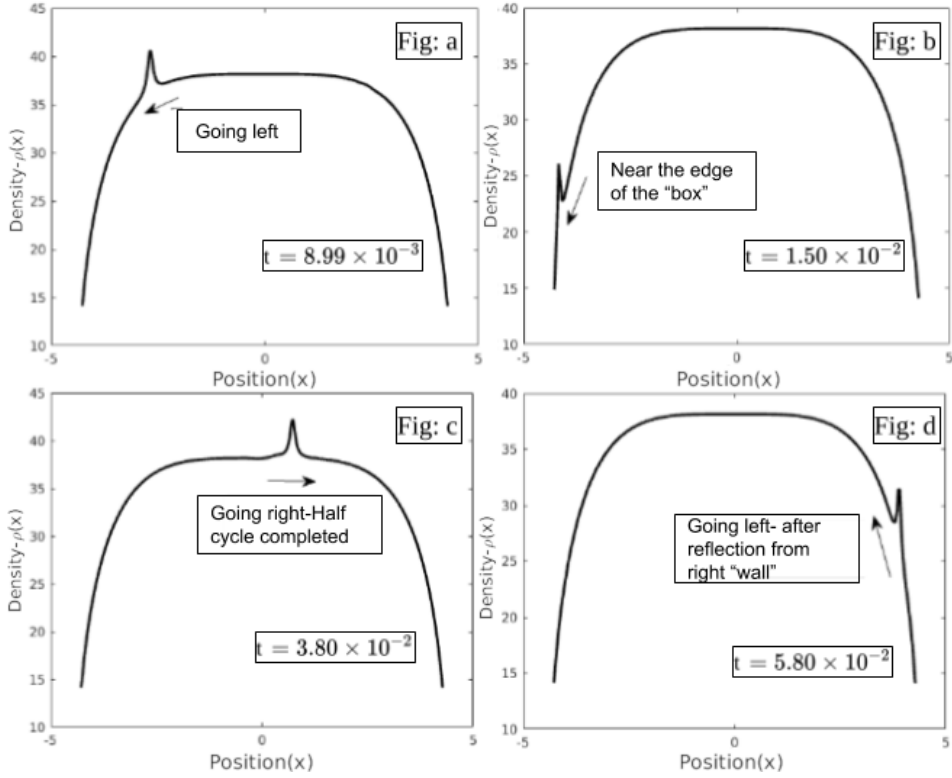 Fig: a
45
40
35
30
25
20
15
10
Density-ρ(x)
Going left
t = 8.99 × 10⁻³
-5
0
5
Position(x)
Fig: b
40
35
30
25
20
15
10
Density-ρ(x)
Near the edge
of the “box”
t = 1.50 × 10⁻²
-5
0
5
Position(x)
Fig: c
45
40
35
30
25
20
15
10
Density-ρ(x)
Going right-Half
cycle completed
t = 3.80 × 10⁻²
-5
0
5
Position(x)
Fig: d
40
35
30
25
20
15
10
Density-ρ(x)
Going left- after
reflection from
right “wall”
t = 5.80 × 10⁻²
-5
0
5
Position(x)